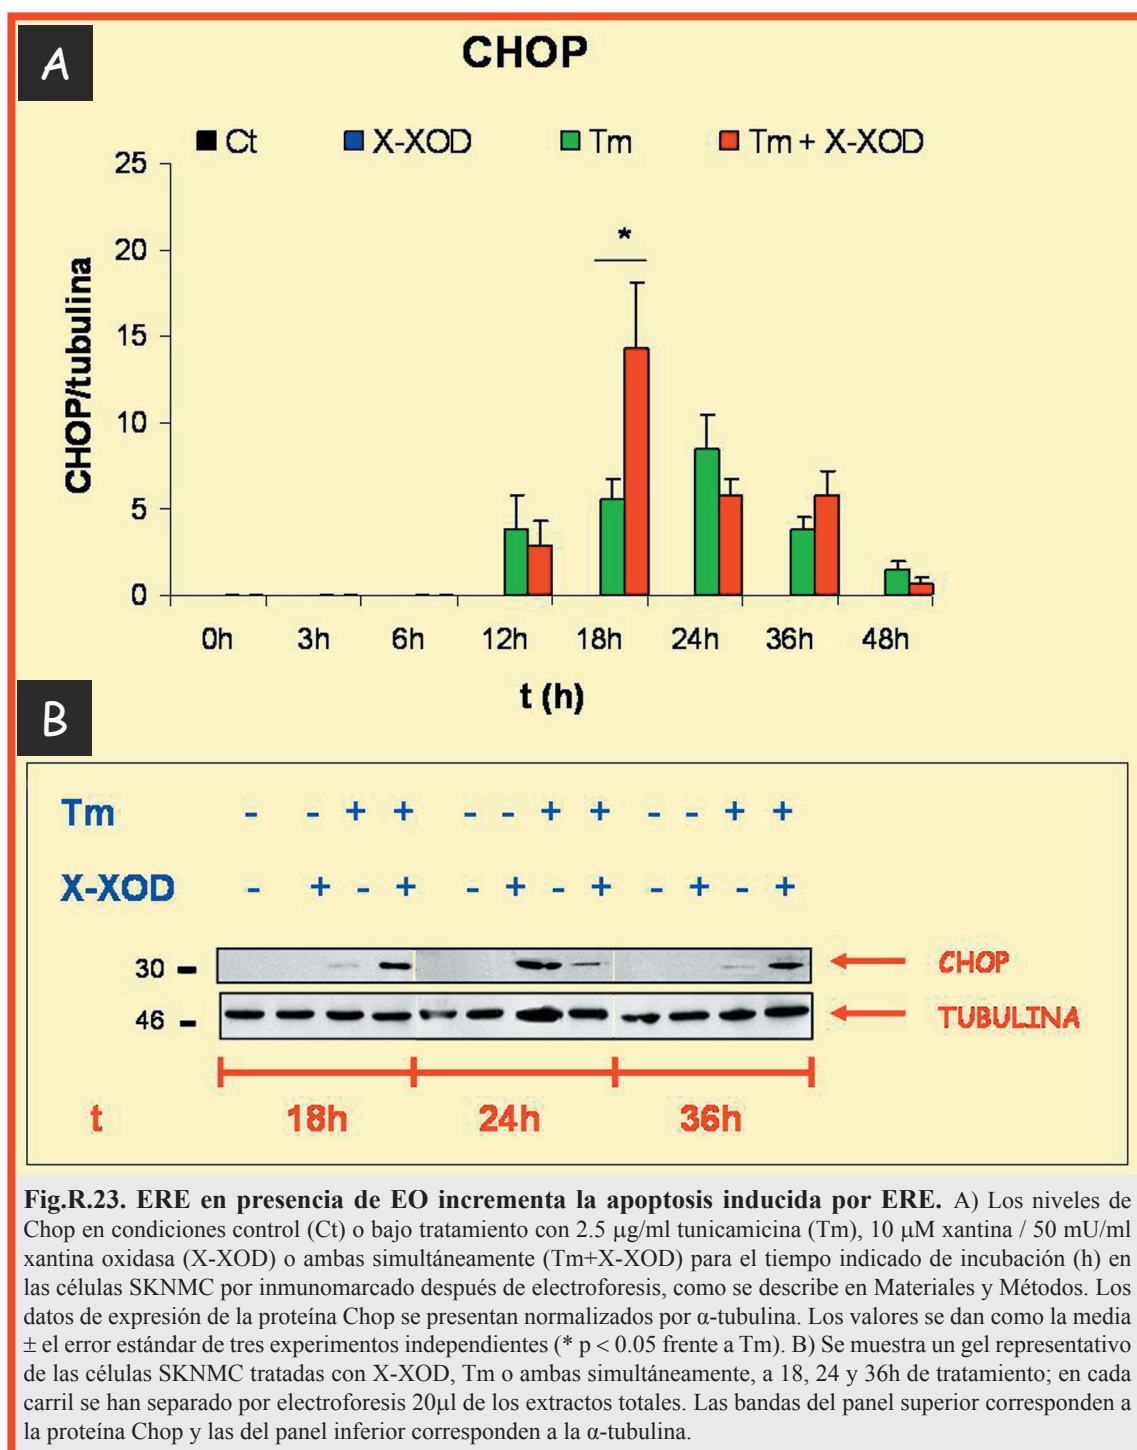 A
CHOP
Ct X-XOD Tm Tm + X-XOD
25
20
15
10
5
0
CHOP/tubulina
*
0h 3h 6h 12h 18h 24h 36h 48h
t (h)
B
Tm - - + + - - + + - - + +
X-XOD - + - + - + - + - + - +
30 - CHOP
46 - TUBULINA
t 18h 24h 36h
Fig.R.23. ERE en presencia de EO incrementa la apoptosis inducida por ERE. A) Los niveles de
Chop en condiciones control (Ct) o bajo tratamiento con 2.5 μg/ml tunicamicina (Tm), 10 μM xantina / 50 mU/ml
xantina oxidasa (X-XOD) o ambas simultáneamente (Tm+X-XOD) para el tiempo indicado de incubación (h) en
las células SKNMC por inmunomarcado después de electroforesis, como se describe en Materiales y Métodos. Los
datos de expresión de la proteína Chop se presentan normalizados por α-tubulina. Los valores se dan como la media
± el error estándar de tres experimentos independientes (* p < 0.05 frente a Tm). B) Se muestra un gel representativo
de las células SKNMC tratadas con X-XOD, Tm o ambas simultáneamente, a 18, 24 y 36h de tratamiento; en cada
carril se han separado por electroforesis 20μl de los extractos totales. Las bandas del panel superior corresponden a
la proteína Chop y las del panel inferior corresponden a la α-tubulina.